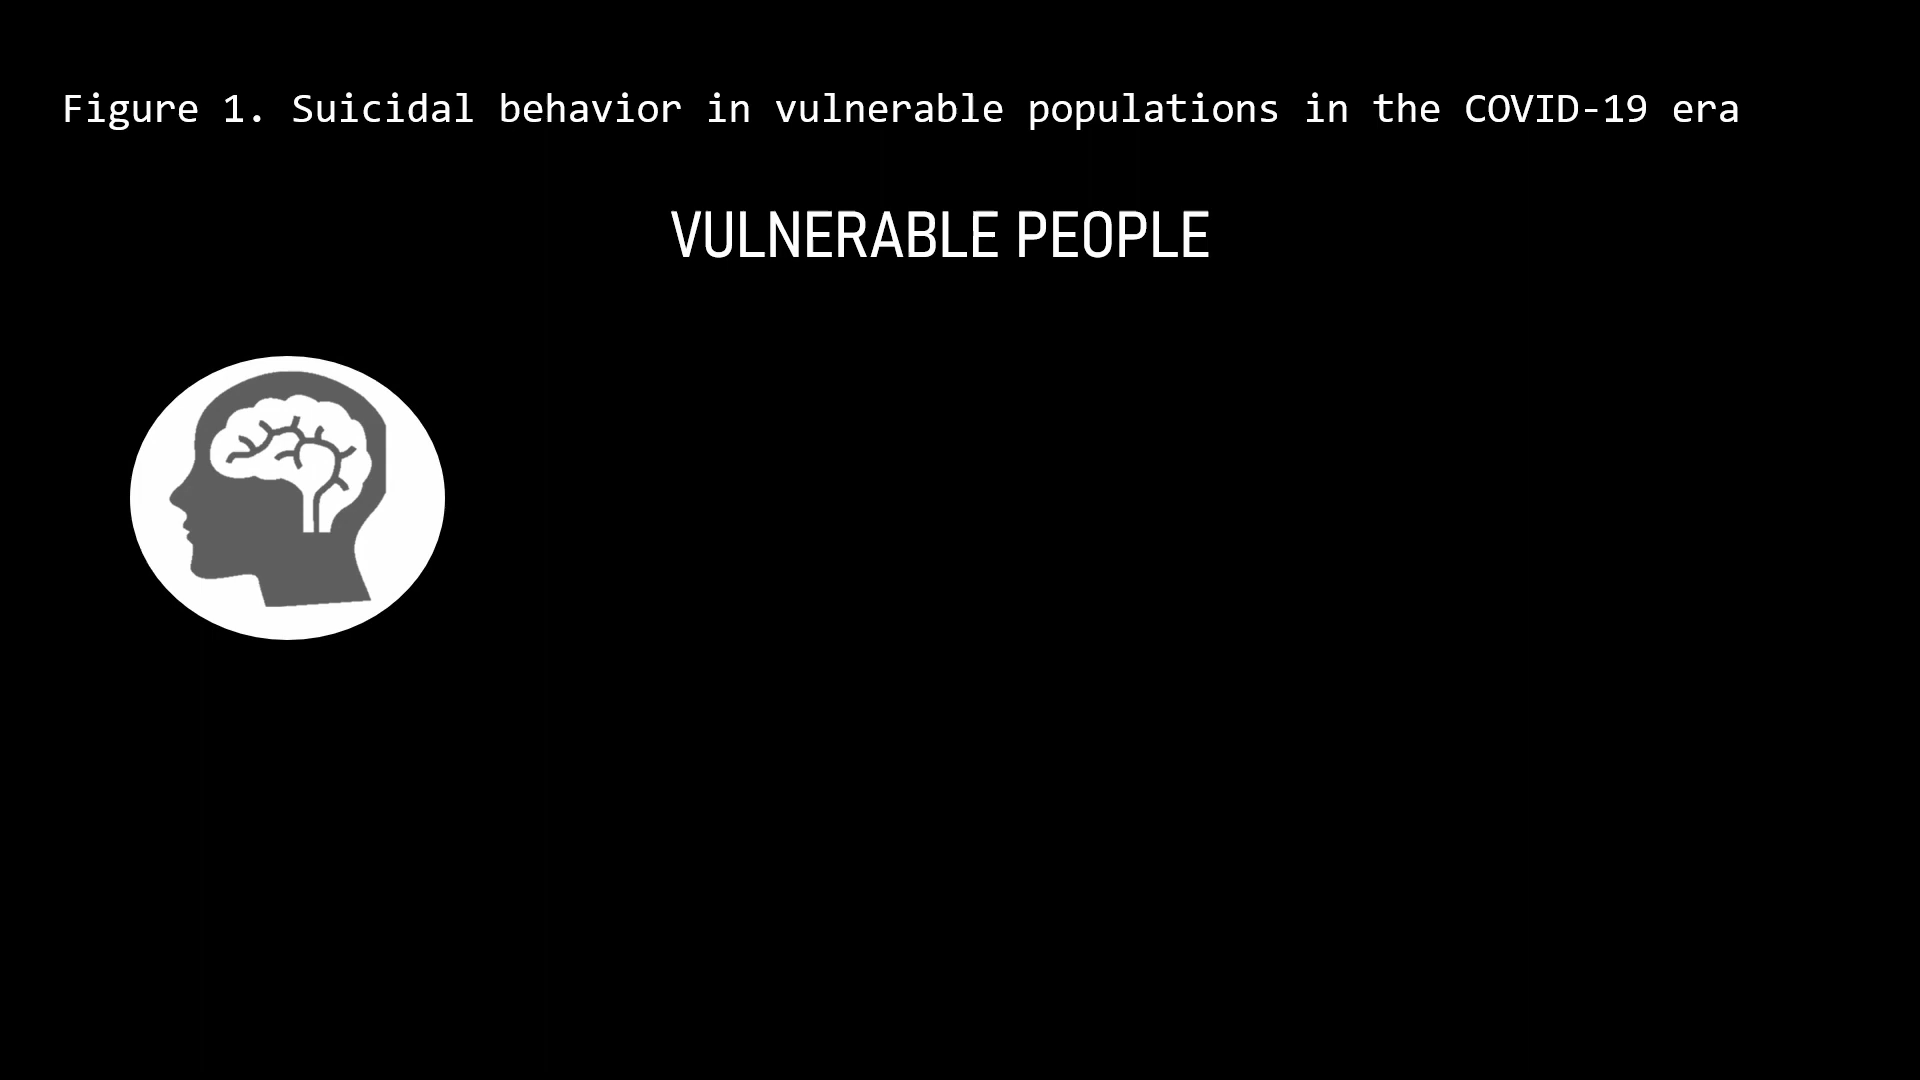 Figure 1. Suicidal behavior in vulnerable populations in the COVID-19 era
VULNERABLE PEOPLE